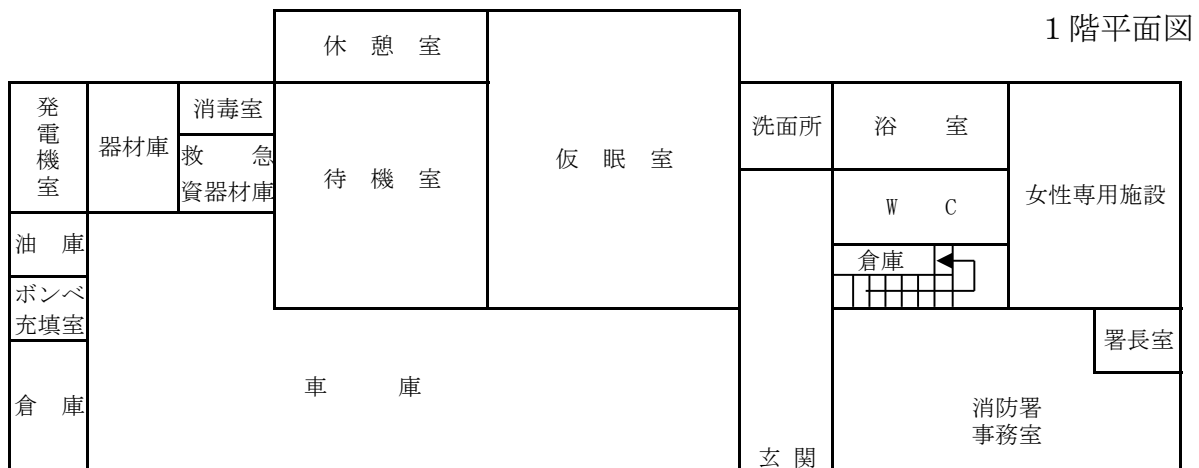 1階平面図
休憩室
発電機室
器材庫
消毒室
救急
資器材庫
待機室
仮眠室
洗面所
浴室
女性専用施設
WC
油庫
倉庫
ボンベ
充填室
署長室
倉庫
車庫
消防署
事務室
玄関